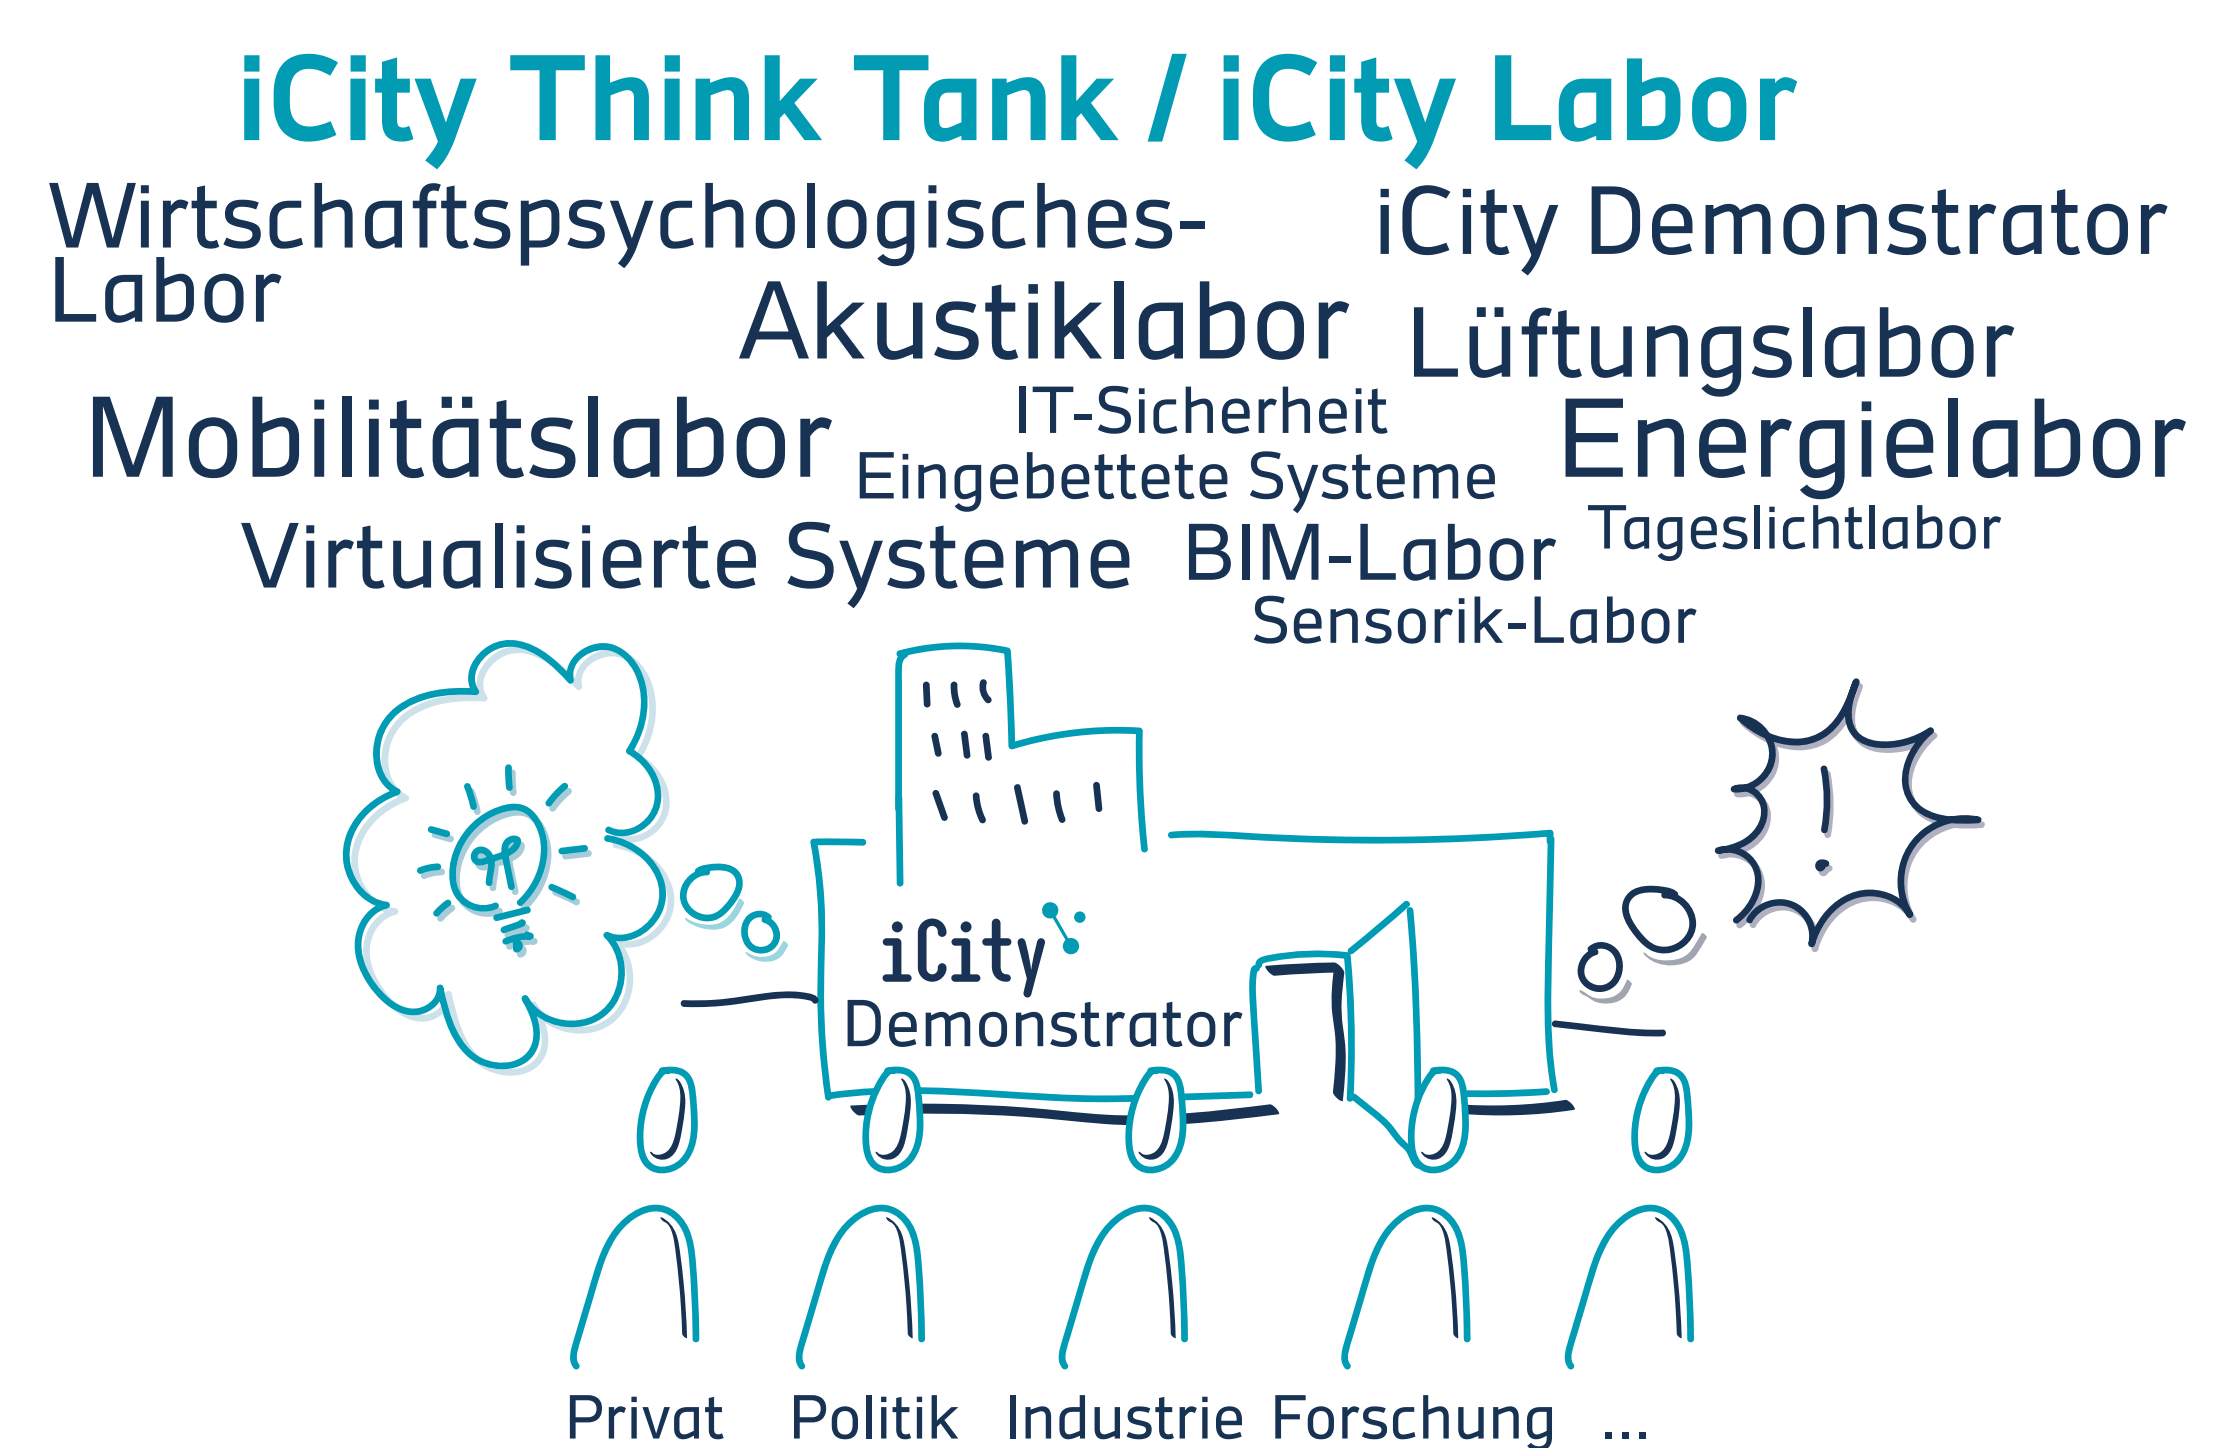 iCity Think Tank / iCity Labor
Wirtschaftspsychologisches-
Labor
iCity Demonstrator
Akustiklabor
Lüftungslabor
Mobilitätslabor
IT-Sicherheit
Energielabor
Eingebettete Systeme
Tageslichtlabor
Virtualisierte Systeme
BIM-Labor
Sensorik-Labor
!
iCity
Demonstrator
Privat Politik Industrie Forschung ...